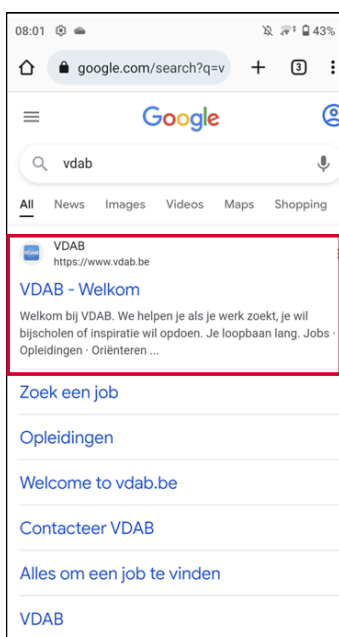 08:01 43%
google.com/search?q=v 3
Google
vdab
All News Images Videos Maps Shopping
VDAB
https://www.vdab.be
VDAB - Welkom
Welkom bij VDAB. We helpen je als je werk zoekt, je wil
bijscholen of inspiratie wil opdoen. Je loopbaan lang. Jobs ·
Opleidingen · Oriënteren ...
Zoek een job
Opleidingen
Welcome to vdab.be
Contacteer VDAB
Alles om een job te vinden
VDAB